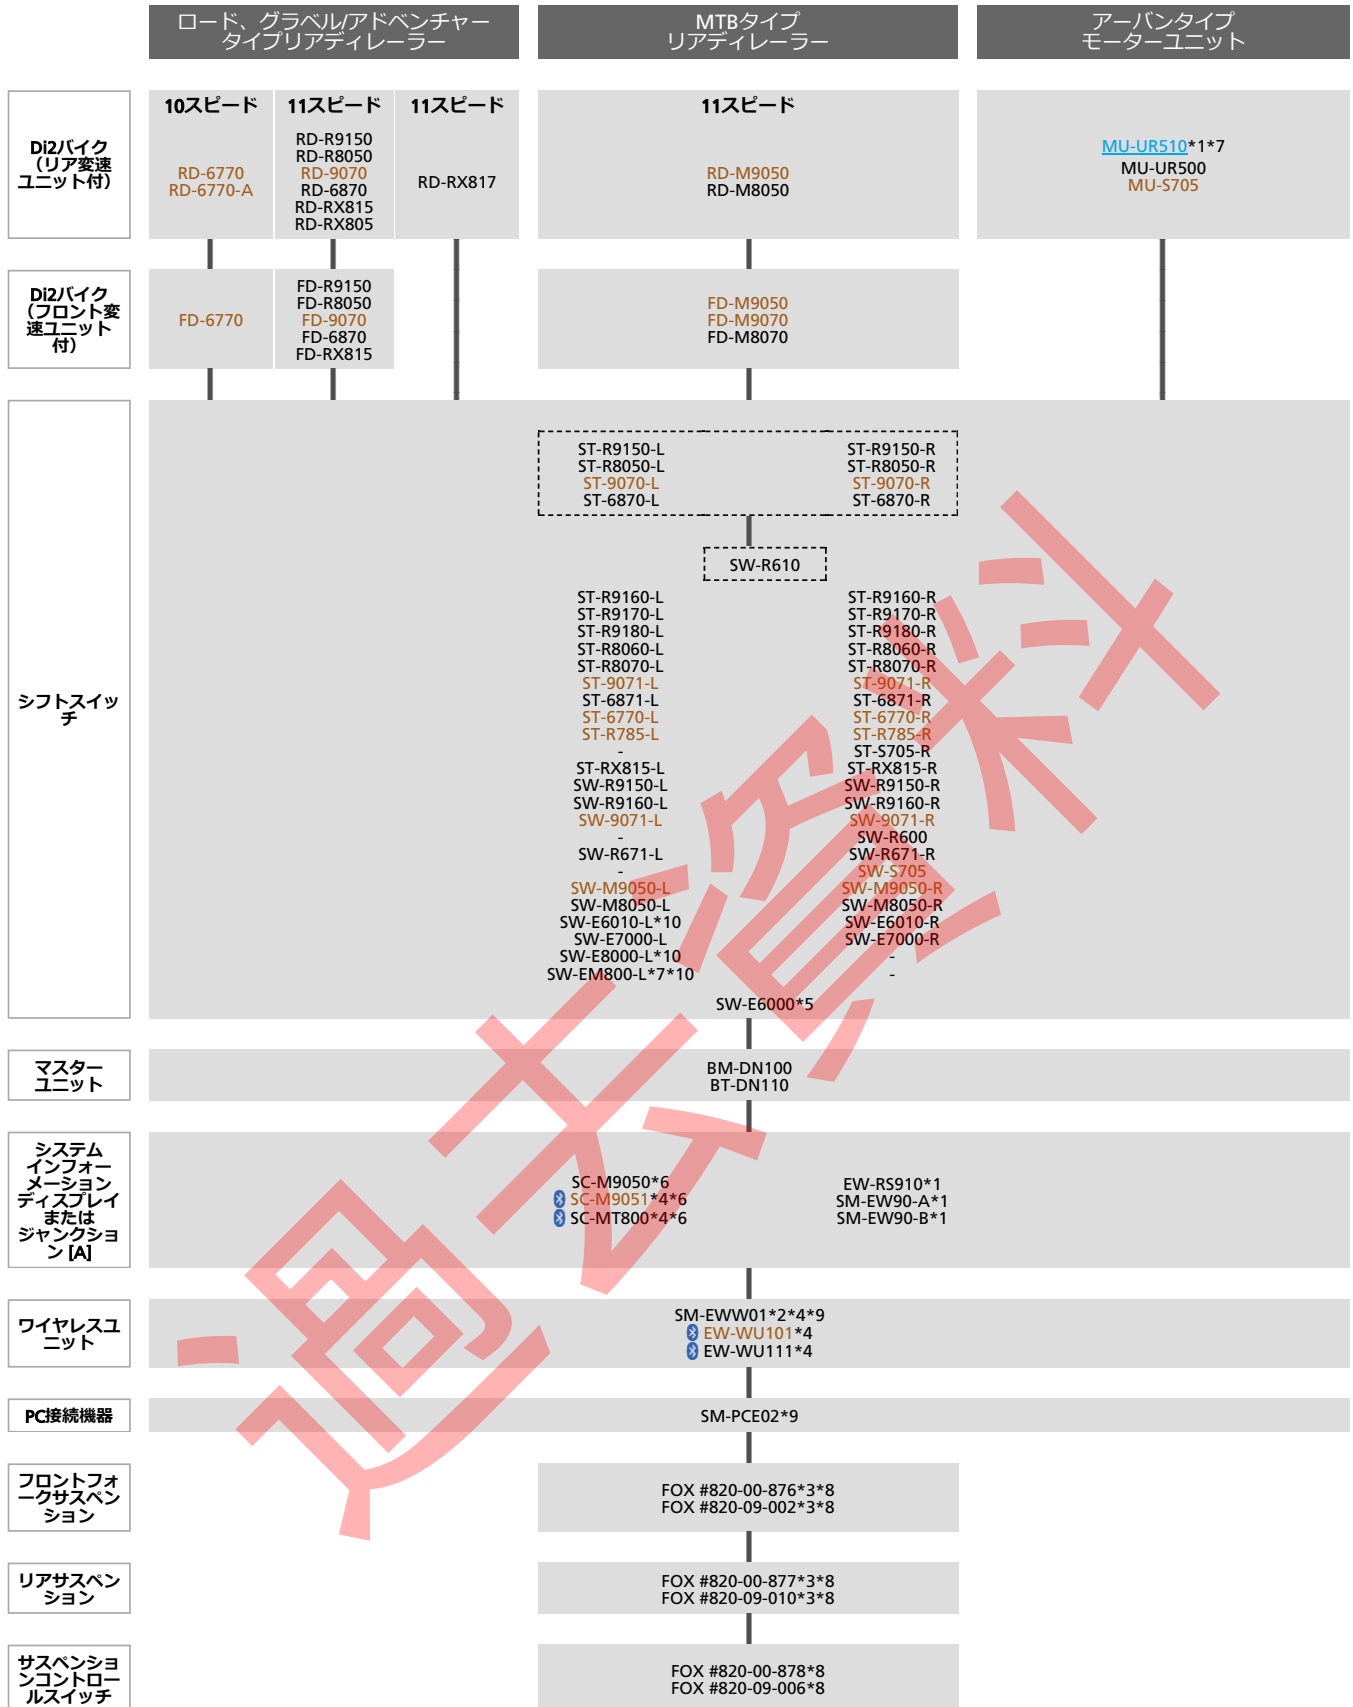 ロード、グラベル/アドベンチャー
タイプリアディレーラー
MTBタイプ
リアディレーラー
アーバンタイプ
モーターユニット
Di2バイク
（リア変速
ユニット付）
10スピード
RD-6770
RD-6770-A
11スピード
RD-R9150
RD-R8050
RD-9070
RD-6870
RD-RX815
RD-RX805
11スピード
RD-RX817
11スピード
RD-M9050
RD-M8050
MU-UR510*1*7
MU-UR500
MU-S705
Di2バイク
（フロント変
速ユニット
付）
FD-6770
FD-R9150
FD-R8050
FD-9070
FD-6870
FD-RX815
FD-M9050
FD-M9070
FD-M8070
シフトスイッ
チ
ST-R9150-L ST-R9150-R
ST-R8050-L ST-R8050-R
ST-9070-L ST-9070-R
ST-6870-L ST-6870-R
SW-R610
ST-R9160-L ST-R9160-R
ST-R9170-L ST-R9170-R
ST-R9180-L ST-R9180-R
ST-R8060-L ST-R8060-R
ST-R8070-L ST-R8070-R
ST-9071-L ST-9071-R
ST-6871-L ST-6871-R
ST-6770-L ST-6770-R
ST-R785-L ST-R785-R
- ST-S705-R
ST-RX815-L ST-RX815-R
SW-R9150-L SW-R9150-R
SW-R9160-L SW-R9160-R
SW-9071-L SW-9071-R
- SW-R600
SW-R671-L SW-R671-R
- SW-S705
SW-M9050-L SW-M9050-R
SW-M8050-L SW-M8050-R
SW-E6010-L*10 SW-E6010-R
SW-E7000-L SW-E7000-R
SW-E8000-L*10 -
SW-EM800-L*7*10 -
SW-E6000*5
マスター
ユニット
BM-DN100
BT-DN110
システム
インフォー
メーション
ディスプレイ
または
ジャンクショ
ン [A]
SC-M9050*6
SC-M9051*4*6
SC-MT800*4*6
EW-RS910*1
SM-EW90-A*1
SM-EW90-B*1
ワイヤレスユ
ニット
SM-EWW01*2*4*9
EW-WU101*4
EW-WU111*4
PC接続機器
SM-PCE02*9
フロントフォ
ークサスペン
ション
FOX #820-00-876*3*8
FOX #820-09-002*3*8
リアサスペン
ション
FOX #820-00-877*3*8
FOX #820-09-010*3*8
サスペンショ
ンコントロー
ルスイッチ
FOX #820-00-878*8
FOX #820-09-006*8
過去資料